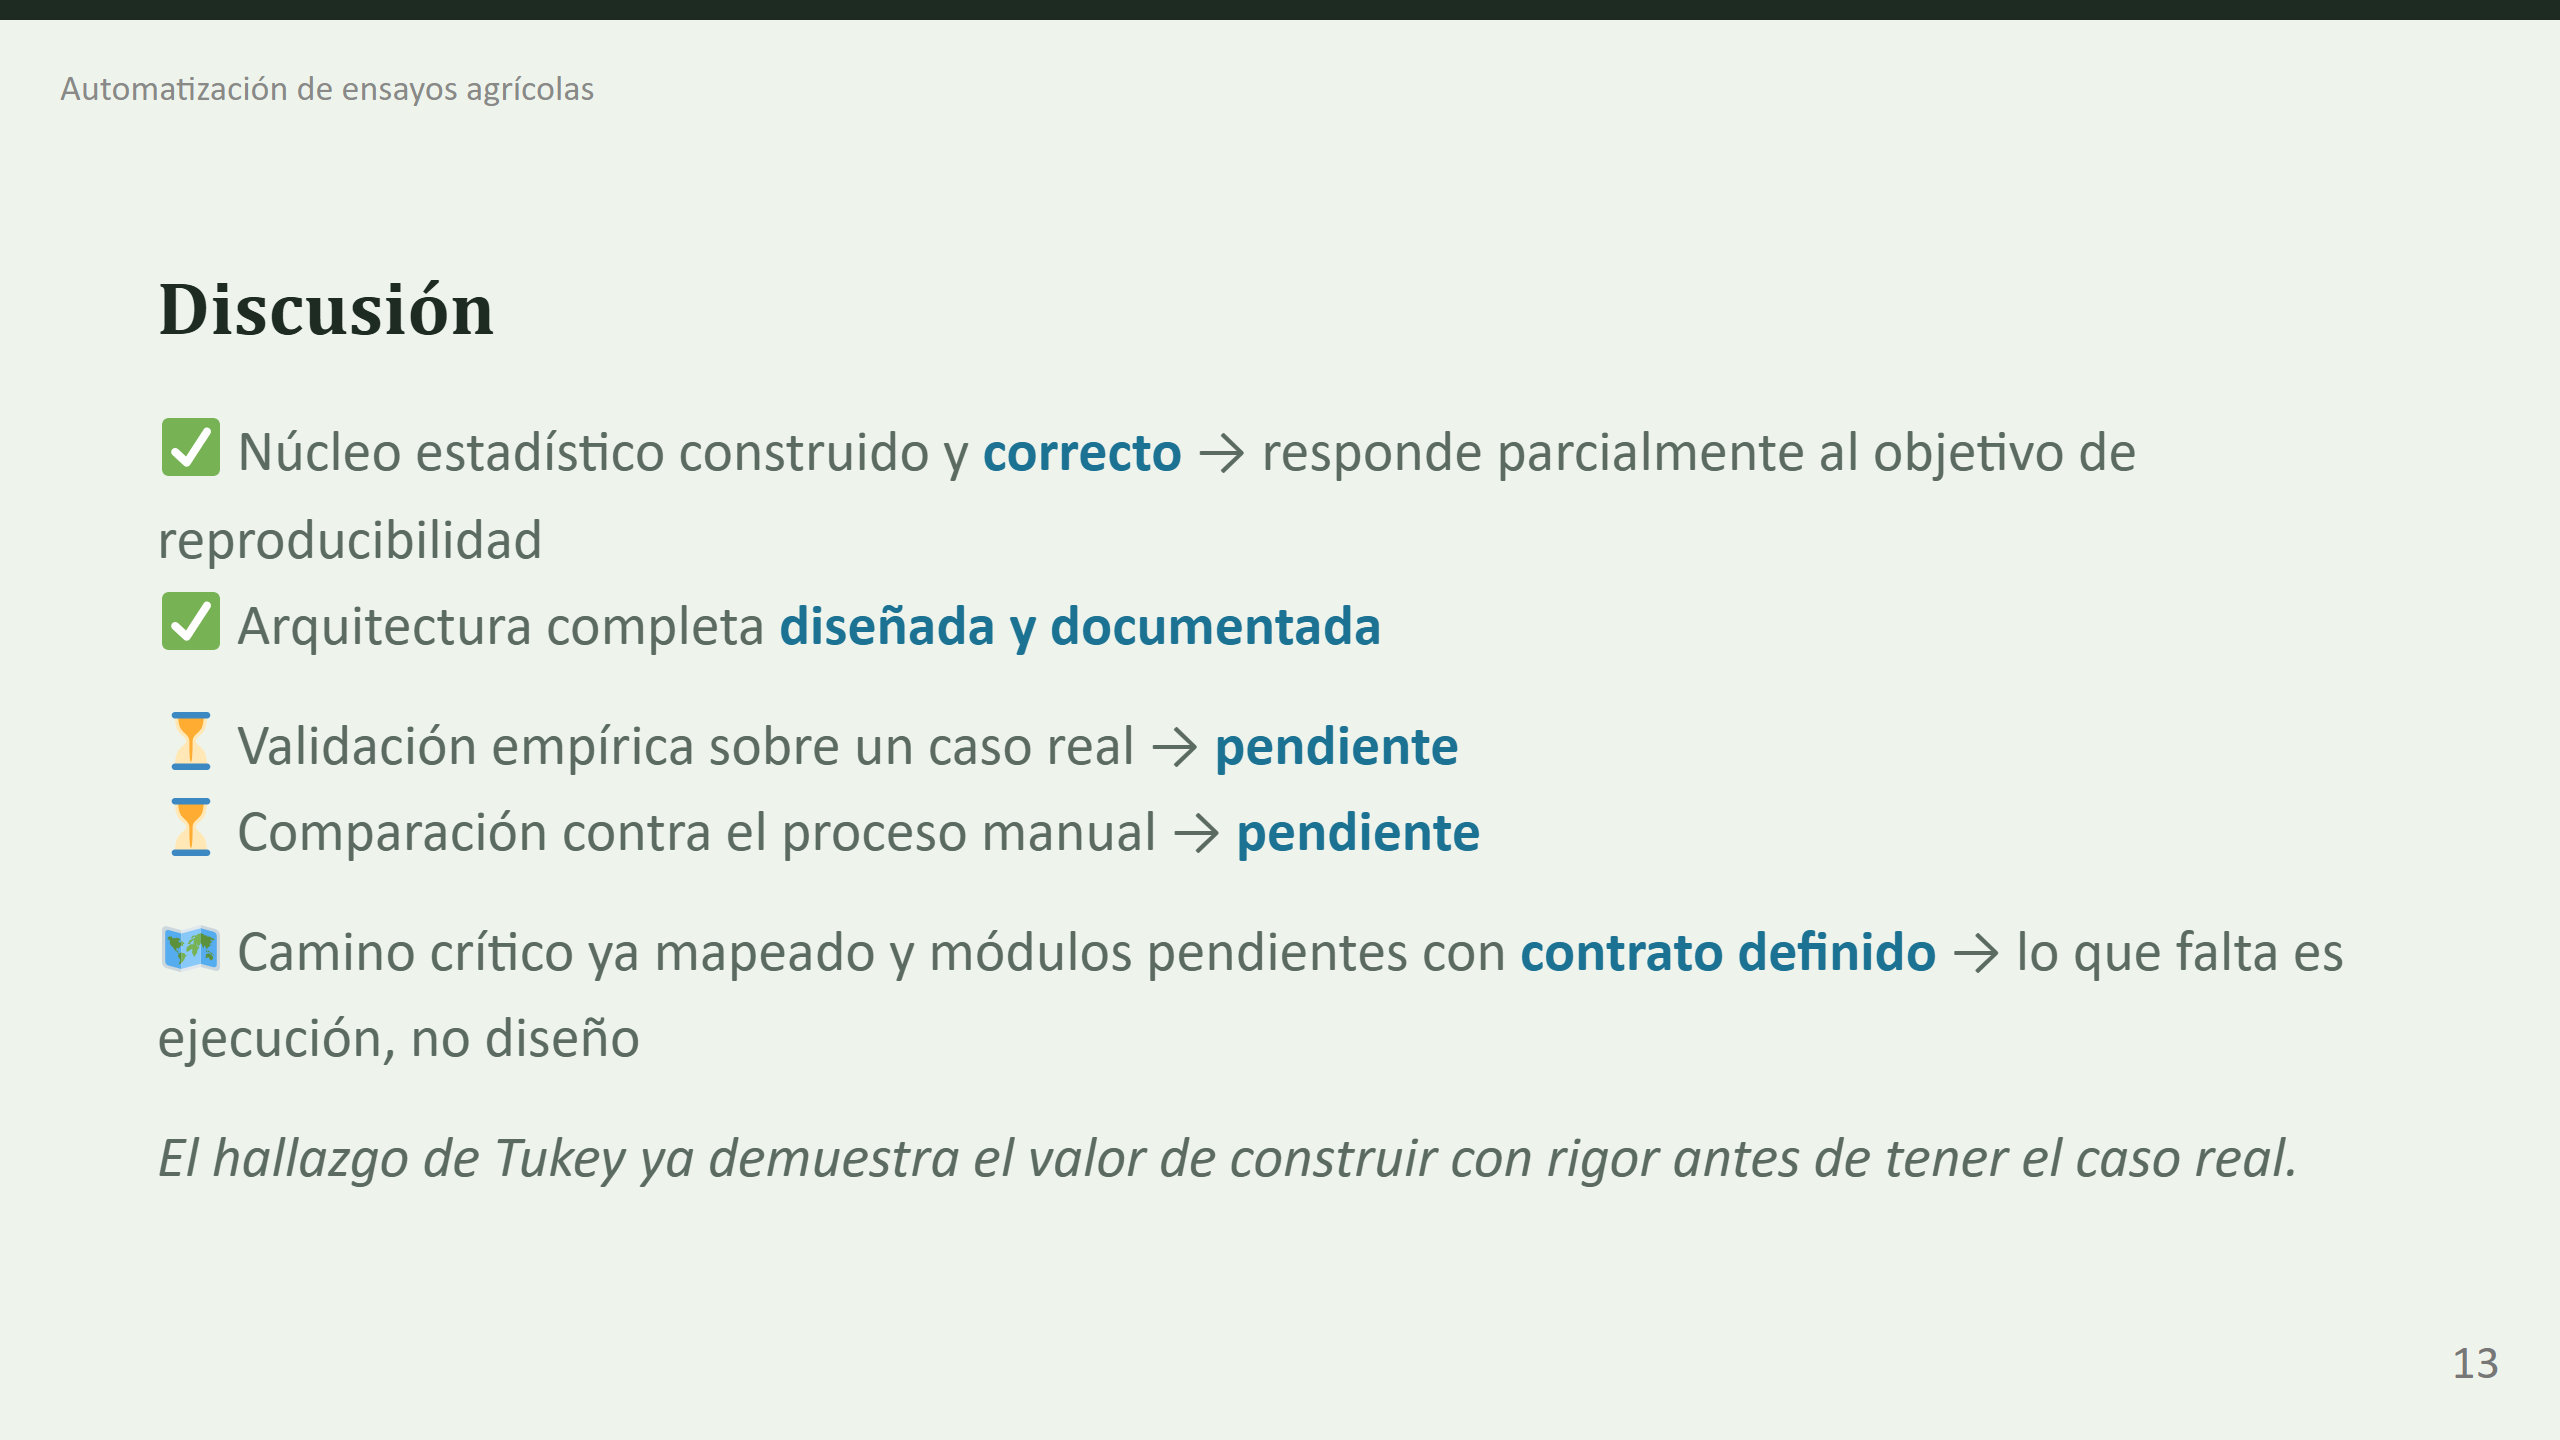 Automatización de ensayos agrícolas
Discusión
✅ Núcleo estadístico construido y correcto → responde parcialmente al objetivo de
reproducibilidad
✅ Arquitectura completa diseñada y documentada
⏳ Validación empírica sobre un caso real → pendiente
⏳ Comparación contra el proceso manual → pendiente
🗺️ Camino crítico ya mapeado y módulos pendientes con contrato definido → lo que falta es
ejecución, no diseño
El hallazgo de Tukey ya demuestra el valor de construir con rigor antes de tener el caso real.
13